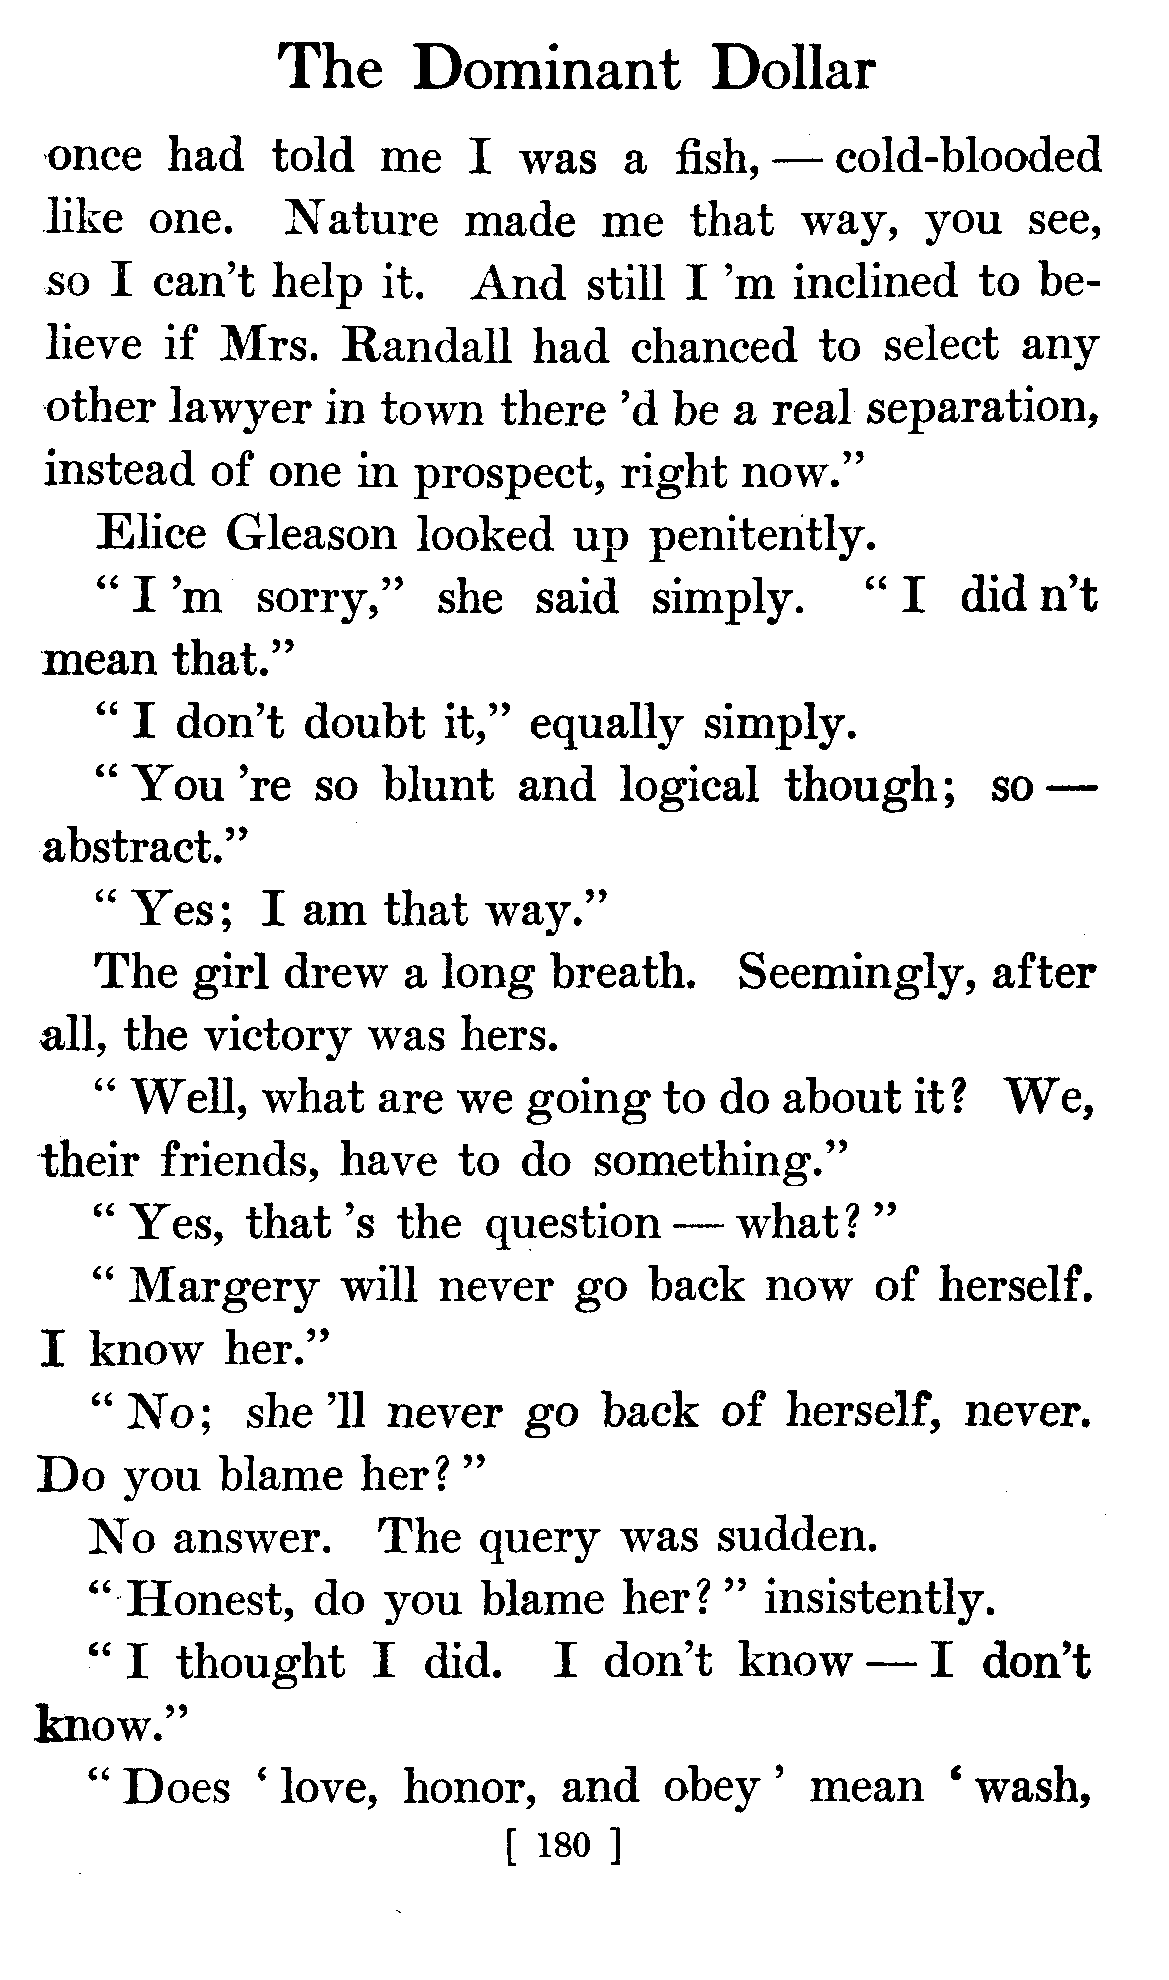 The Dominant Dollar
once had told me I was a fish, — cold-blooded
like one. Nature made me that way, you see,
so I can't help it. And still I 'm inclined to be-
lieve if Mrs. Randall had chanced to select any
other lawyer in town there 'd be a real separation,
instead of one in prospect, right now."
Elice Gleason looked up penitently.
" I 'm sorry," she said simply. " I did n't
mean that."
" I don't doubt it," equally simply.
" You 're so blunt and logical though; so —
abstract."
" Yes; I am that way."
The girl drew a long breath. Seemingly, after
all, the victory was hers.
" Well, what are we going to do about it? We,
their friends, have to do something."
" Yes, that 's the question — what? "
" Margery will never go back now of herself.
I know her."
" No; she 'll never go back of herself, never.
Do you blame her? "
No answer. The query was sudden.
" Honest, do you blame her? " insistently.
" I thought I did. I don't know — I don't
know."
" Does ' love, honor, and obey ' mean ' wash,
[ 180 ]